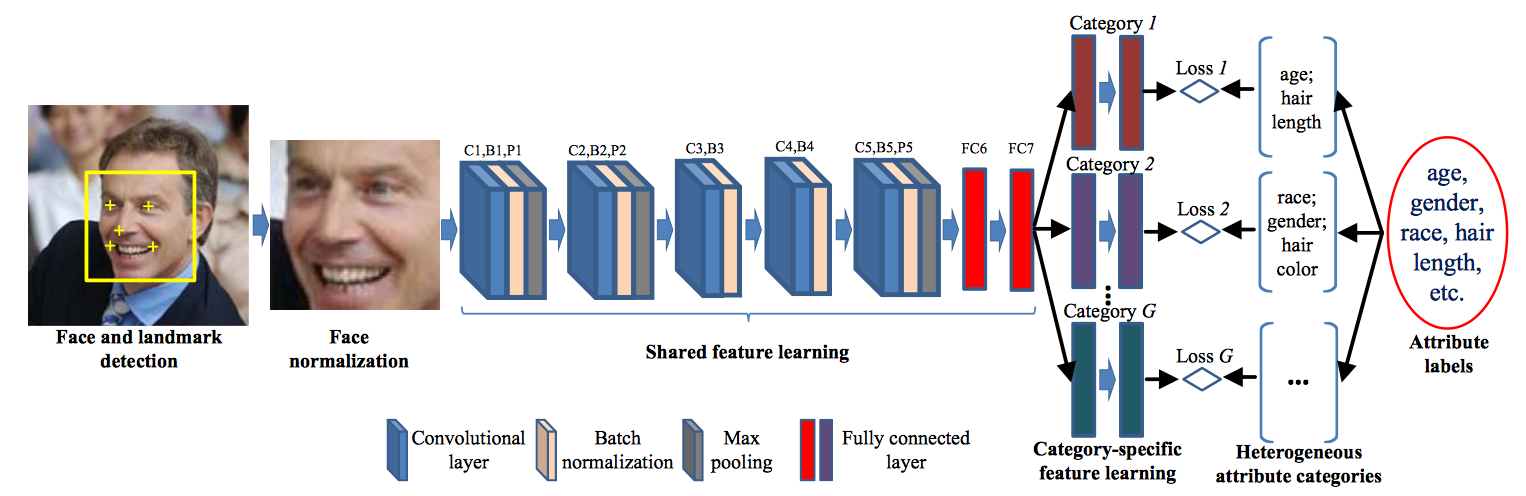 Category 1
Loss 1
age;
hair
length
C1,B1,P1
C2,B2,P2
C3,B3
C4,B4
C5,B5,P5
FC6
FC7
Category 2
Loss 2
race;
gender;
hair
color
age,
gender,
race, hair
length,
etc.
...
Category G
Loss G
...
Face and landmark
detection
Face
normalization
Shared feature learning
Attribute
labels
Convolutional
layer
Batch
normalization
Max
pooling
Fully connected
layer
Category-specific
feature learning
Heterogeneous
attribute categories